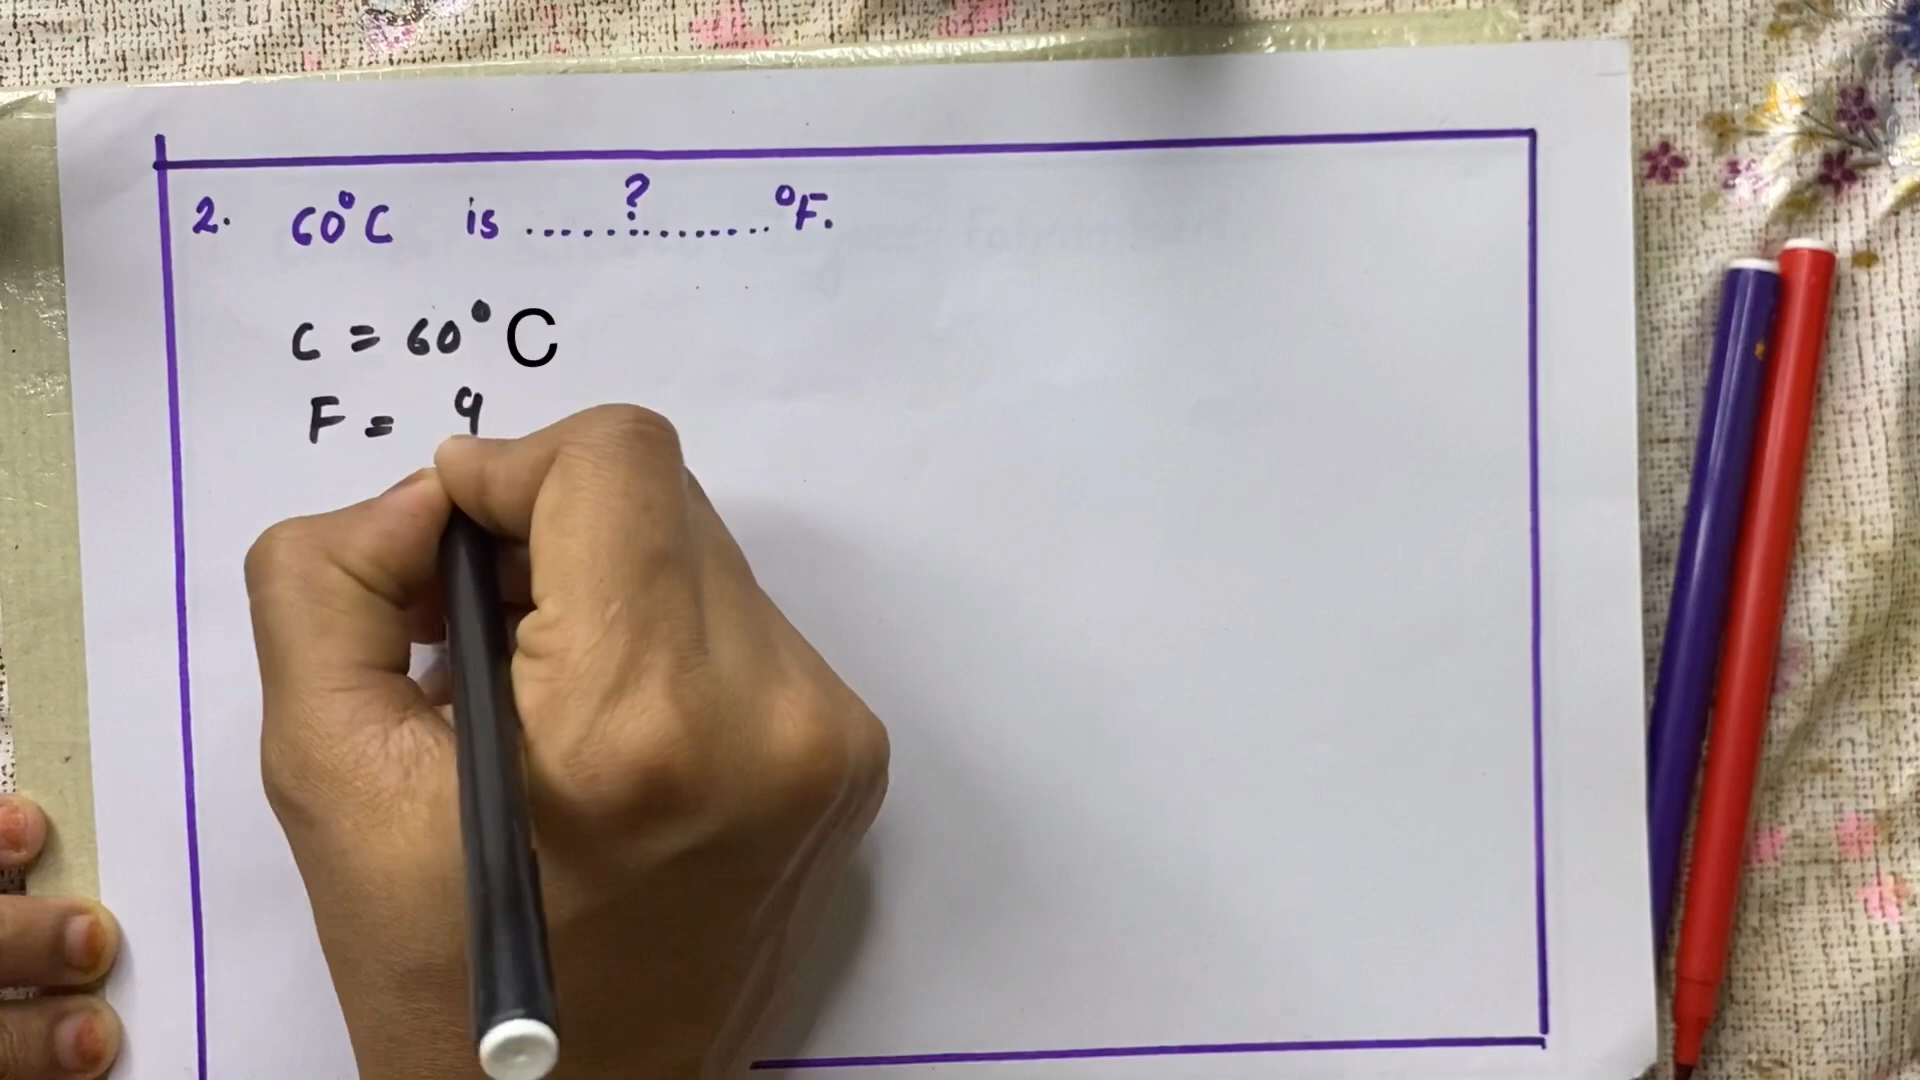 2. 60°C is .....?........ °F.
C = 60° C
F = 9